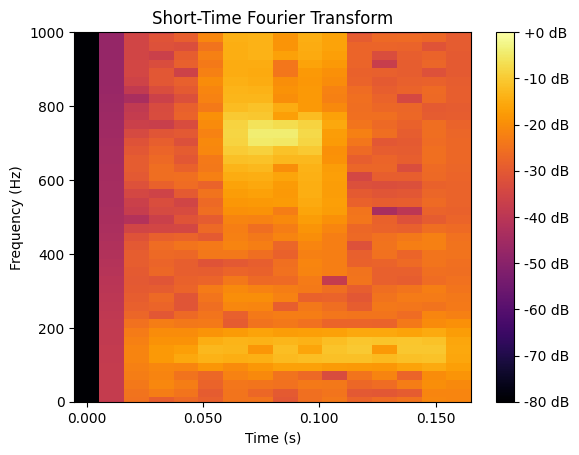 Short-Time Fourier Transform
1000
800
600
400
200
0
Frequency (Hz)
0.000
0.050
0.100
0.150
Time (s)
+0 dB
-10 dB
-20 dB
-30 dB
-40 dB
-50 dB
-60 dB
-70 dB
-80 dB